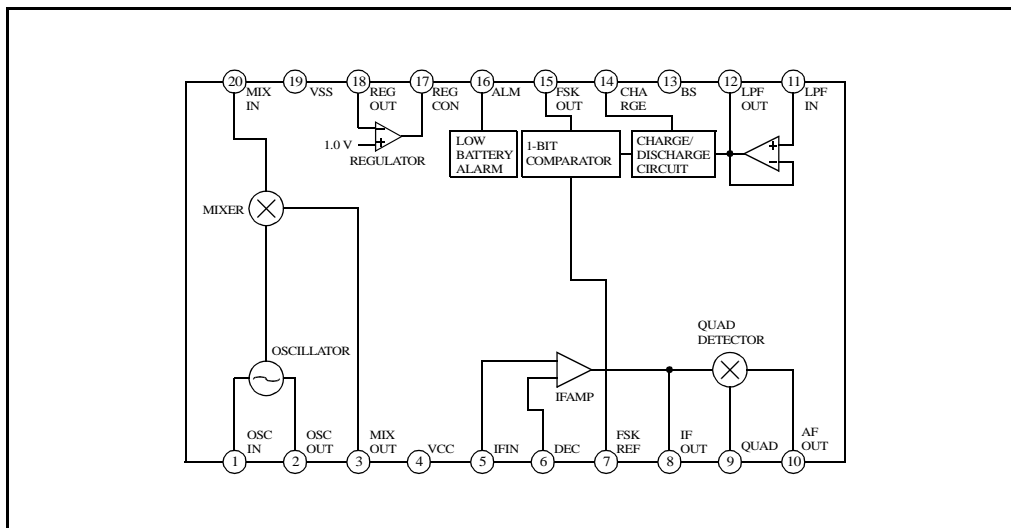 20 19 18 17 16 15 14 13 12 11
MIX
IN
VSS
REG
OUT
REG
CON
ALM
FSK
OUT
CHA
RGE
BS
LPF
OUT
LPF
IN
1.0 V
REGULATOR
LOW
BATTERY
ALARM
1-BIT
COMPARATOR
CHARGE/
DISCHARGE
CIRCUIT
MIXER
OSCILLATOR
IFAMP
QUAD
DETECTOR
OSC
IN
OSC
OUT
MIX
OUT
VCC
IFIN
DEC
FSK
REF
IF
OUT
QUAD
AF
OUT
1 2 3 4 5 6 7 8 9 10